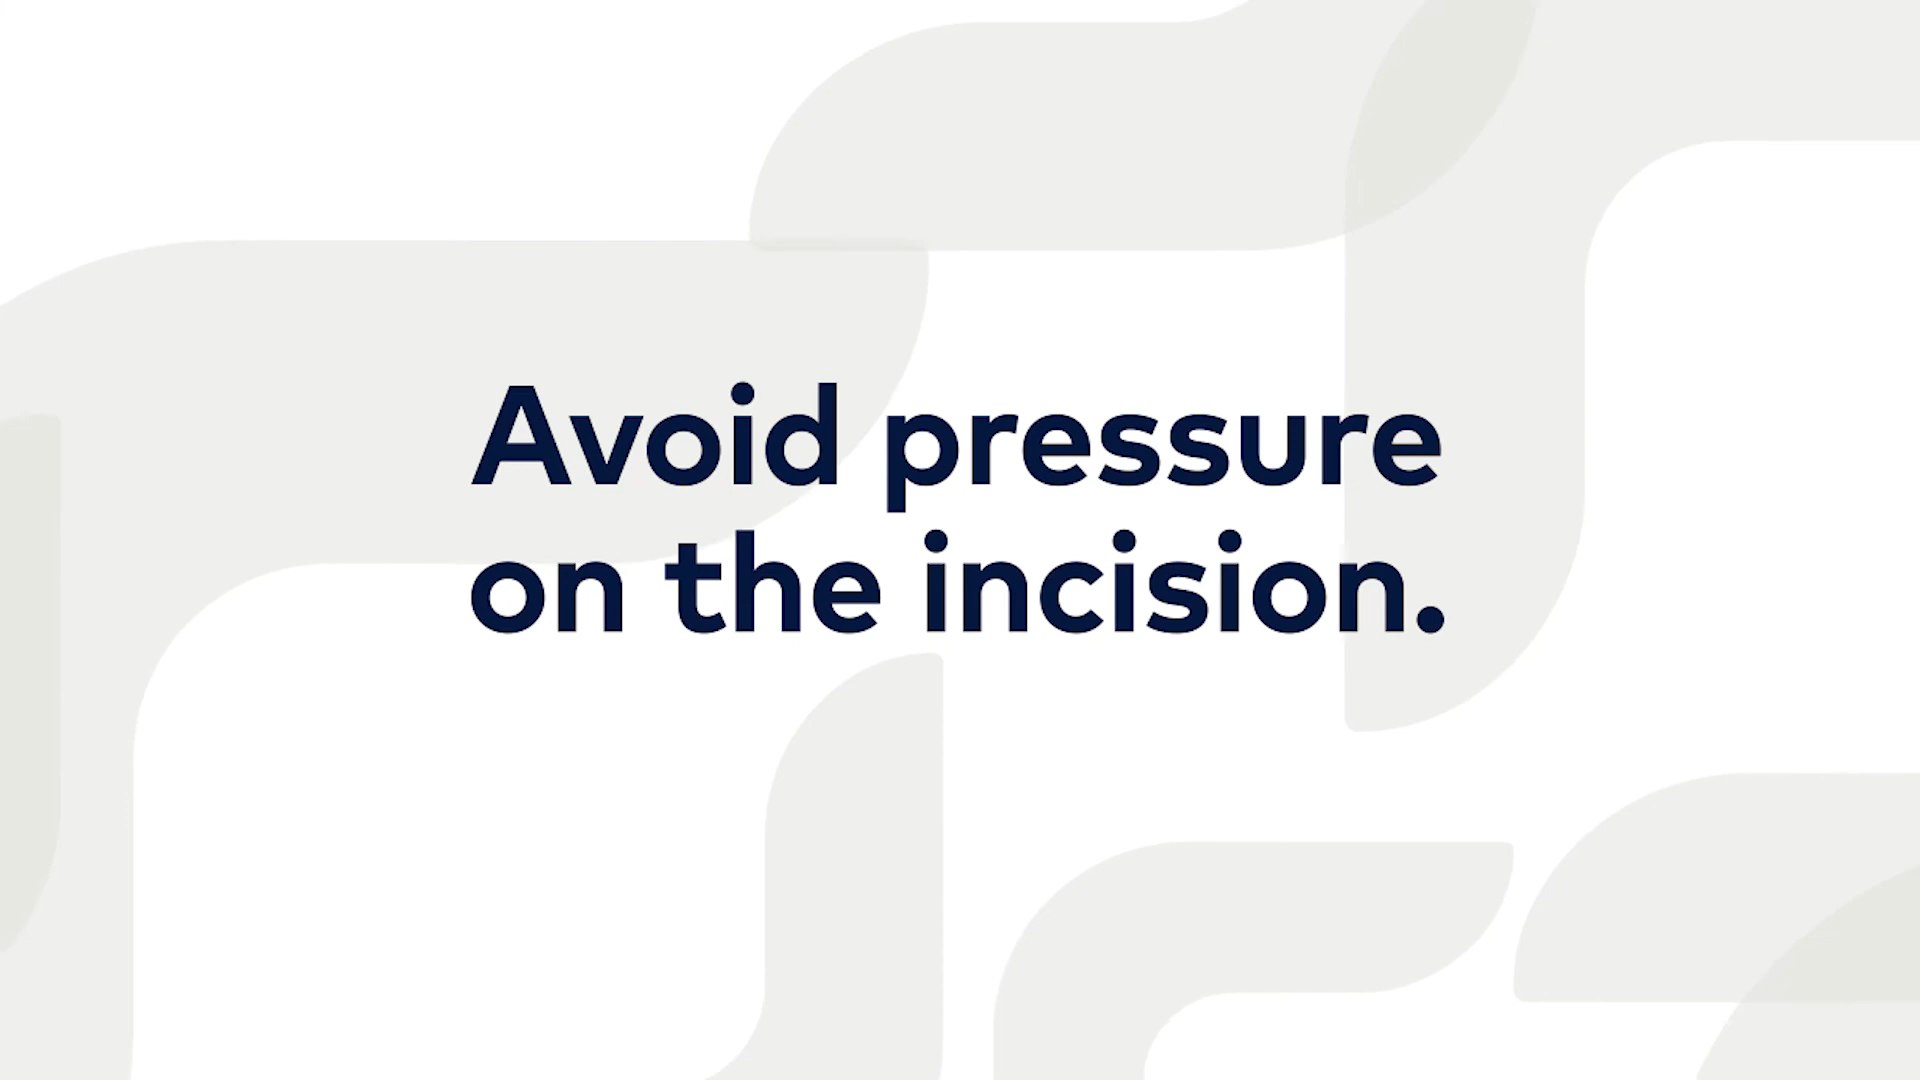 Avoid pressure
on the incision.